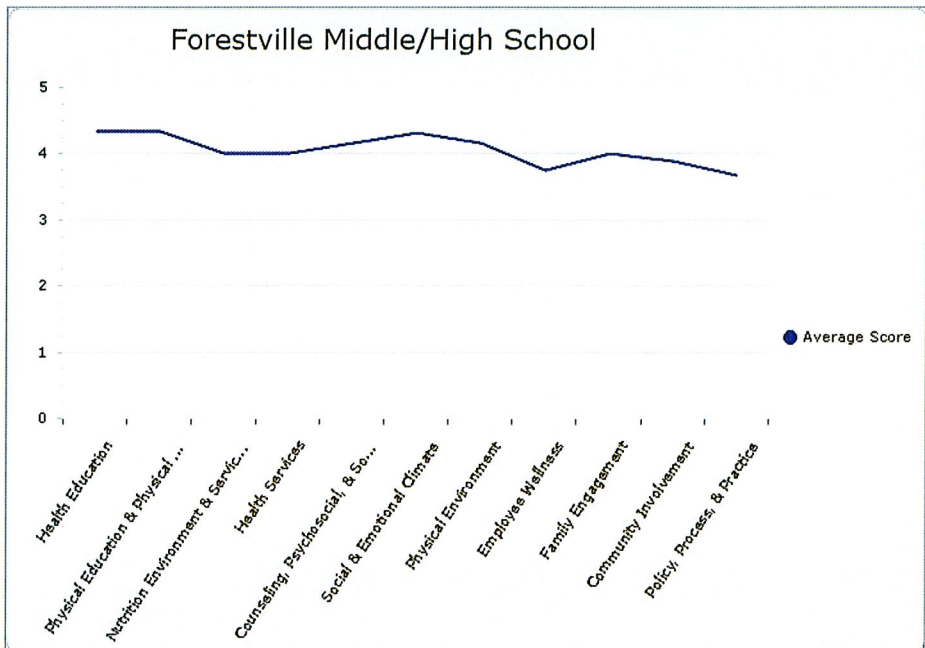 Forestville Middle/High School
5
4
3
2
1
0
Average Score
Health Education
Physical Education & Physical ...
Nutrition Environment & Servic...
Health Services
Counseling, Psychosocial, & So...
Social & Emotional Climate
Physical Environment
Employee Wellness
Family Engagement
Community Involvement
Policy, Process, & Practice